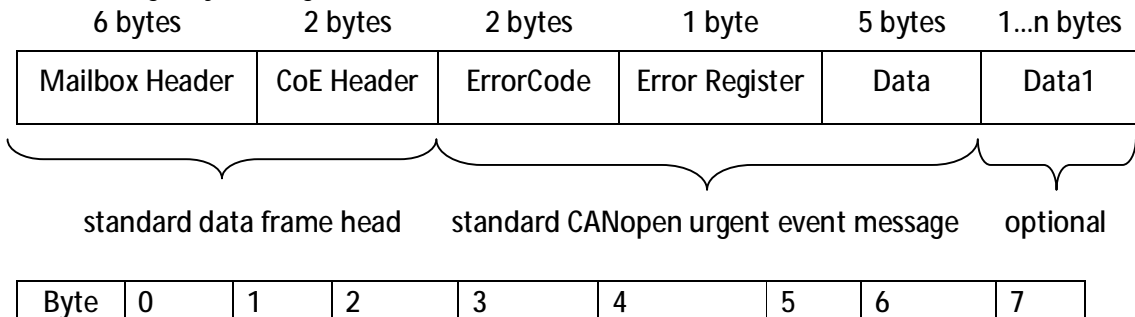 6 bytes 2 bytes 2 bytes 1 byte 5 bytes 1...n bytes
Mailbox Header CoE Header ErrorCode Error Register Data Data1
standard data frame head standard CANopen urgent event message optional
Byte 0 1 2 3 4 5 6 7